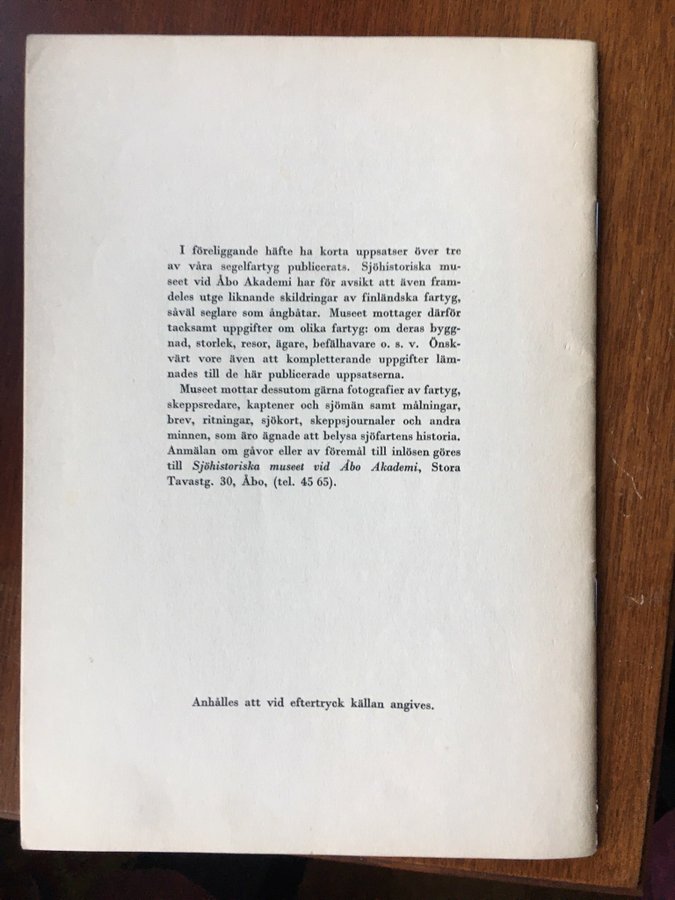 I föreliggande häfte ha korta uppsatser över tre
av våra segelfartyg publicerats. Sjöhistoriska mu-
seet vid Åbo Akademi har för avsikt att även fram-
deles utge liknande skildringar av finländska fartyg,
såväl seglare som ångbåtar. Museet mottager därför
tacksamt uppgifter om olika fartyg: om deras bygg-
nad, storlek, resor, ägare, befälhavare o. s. v. Önsk-
värt vore även att kompletterande uppgifter läm-
nades till de här publicerade uppsatserna.
Museet mottar dessutom gärna fotografier av fartyg,
skeppsredare, kaptener och sjömän samt målningar,
brev, ritningar, sjökort, skeppsjournaler och andra
minnen, som äro ägnade att belysa sjöfartens historia.
Anmälan om gåvor eller av föremål till inlösen göres
till Sjöhistoriska museet vid Åbo Akademi, Stora
Tavastg. 30, Åbo, (tel. 45 65).
Anhålles att vid eftertryck källan angives.